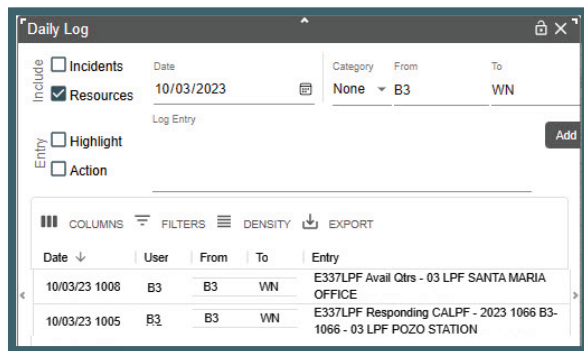 Daily Log
Include
Incidents
Resources
Date
10/03/2023
Category
None
From
B3
To
WN
Log Entry
Add
Entry
Highlight
Action
COLUMNS FILTERS DENSITY EXPORT
Date User From To Entry
10/03/23 1008 B3 B3 WN E337LPF Avail Qtrs - 03 LPF SANTA MARIA
OFFICE
10/03/23 1005 B3 B3 WN E337LPF Responding CALPF - 2023 1066 B3-
1066 - 03 LPF POZO STATION